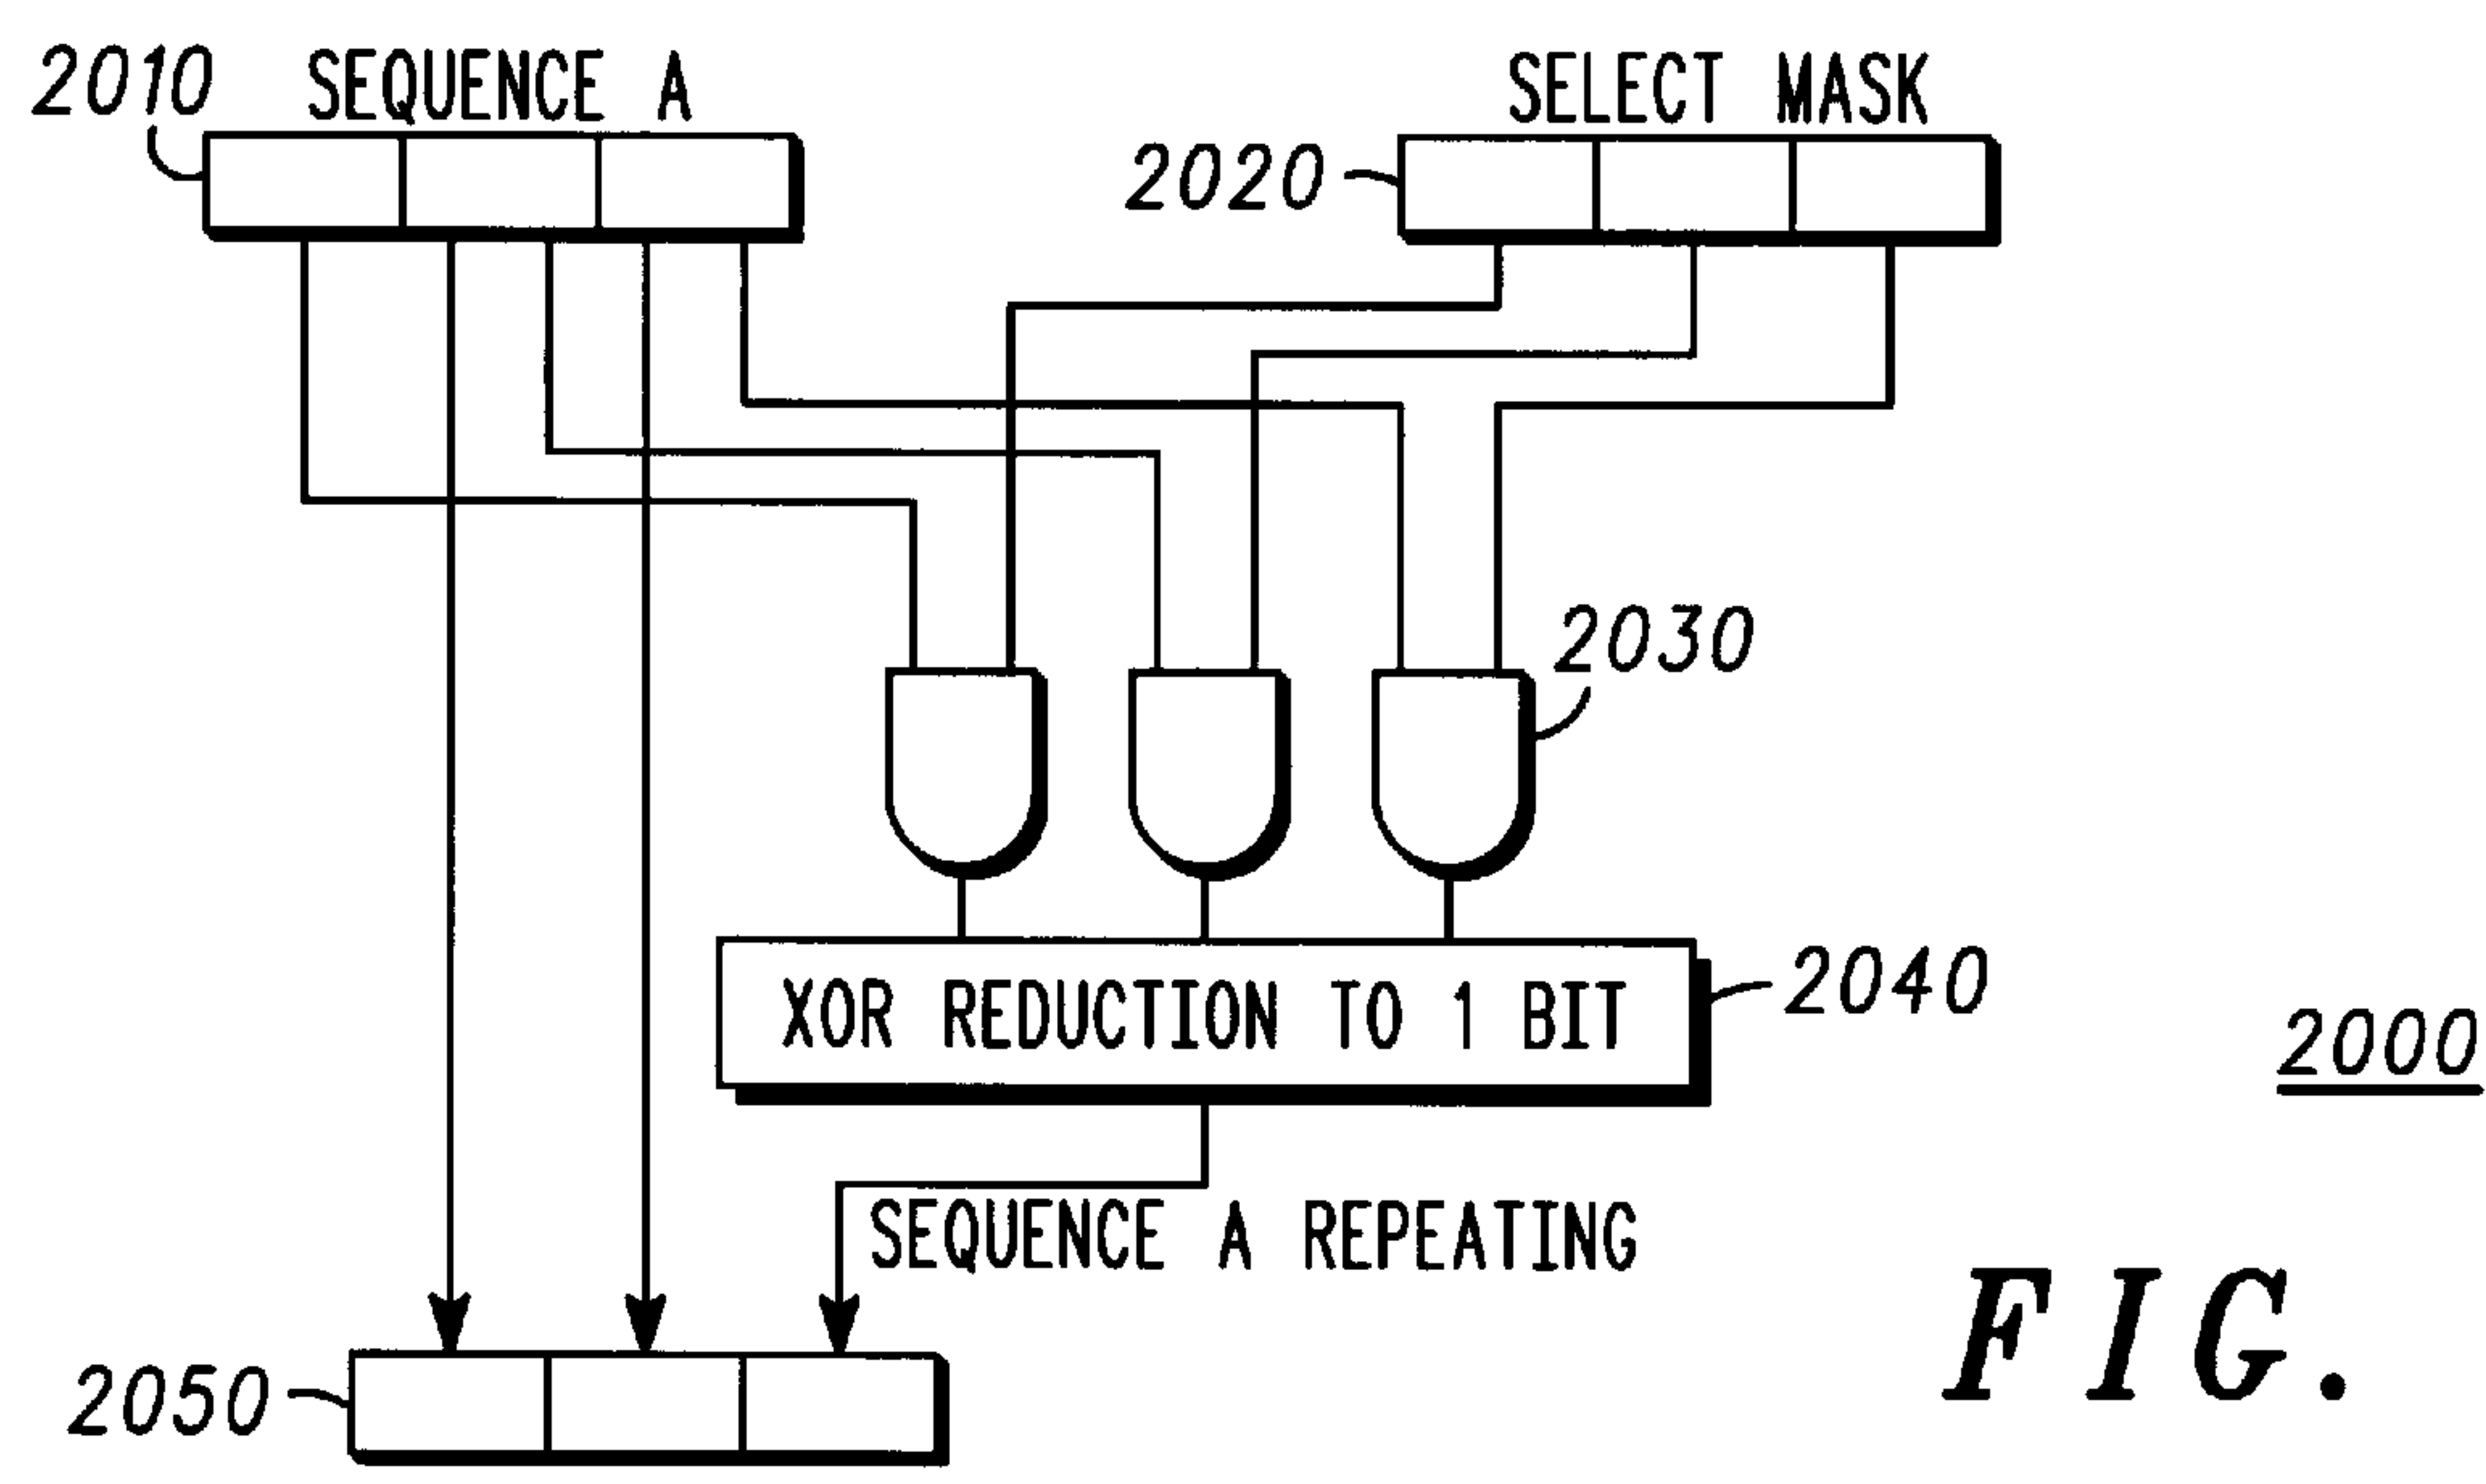 2010 SEQUENCE A
SELECT MASK
2020
2030
XOR REDUCTION TO 1 BIT
2040
2000
SEQUENCE A REPEATING
2050
FIG.